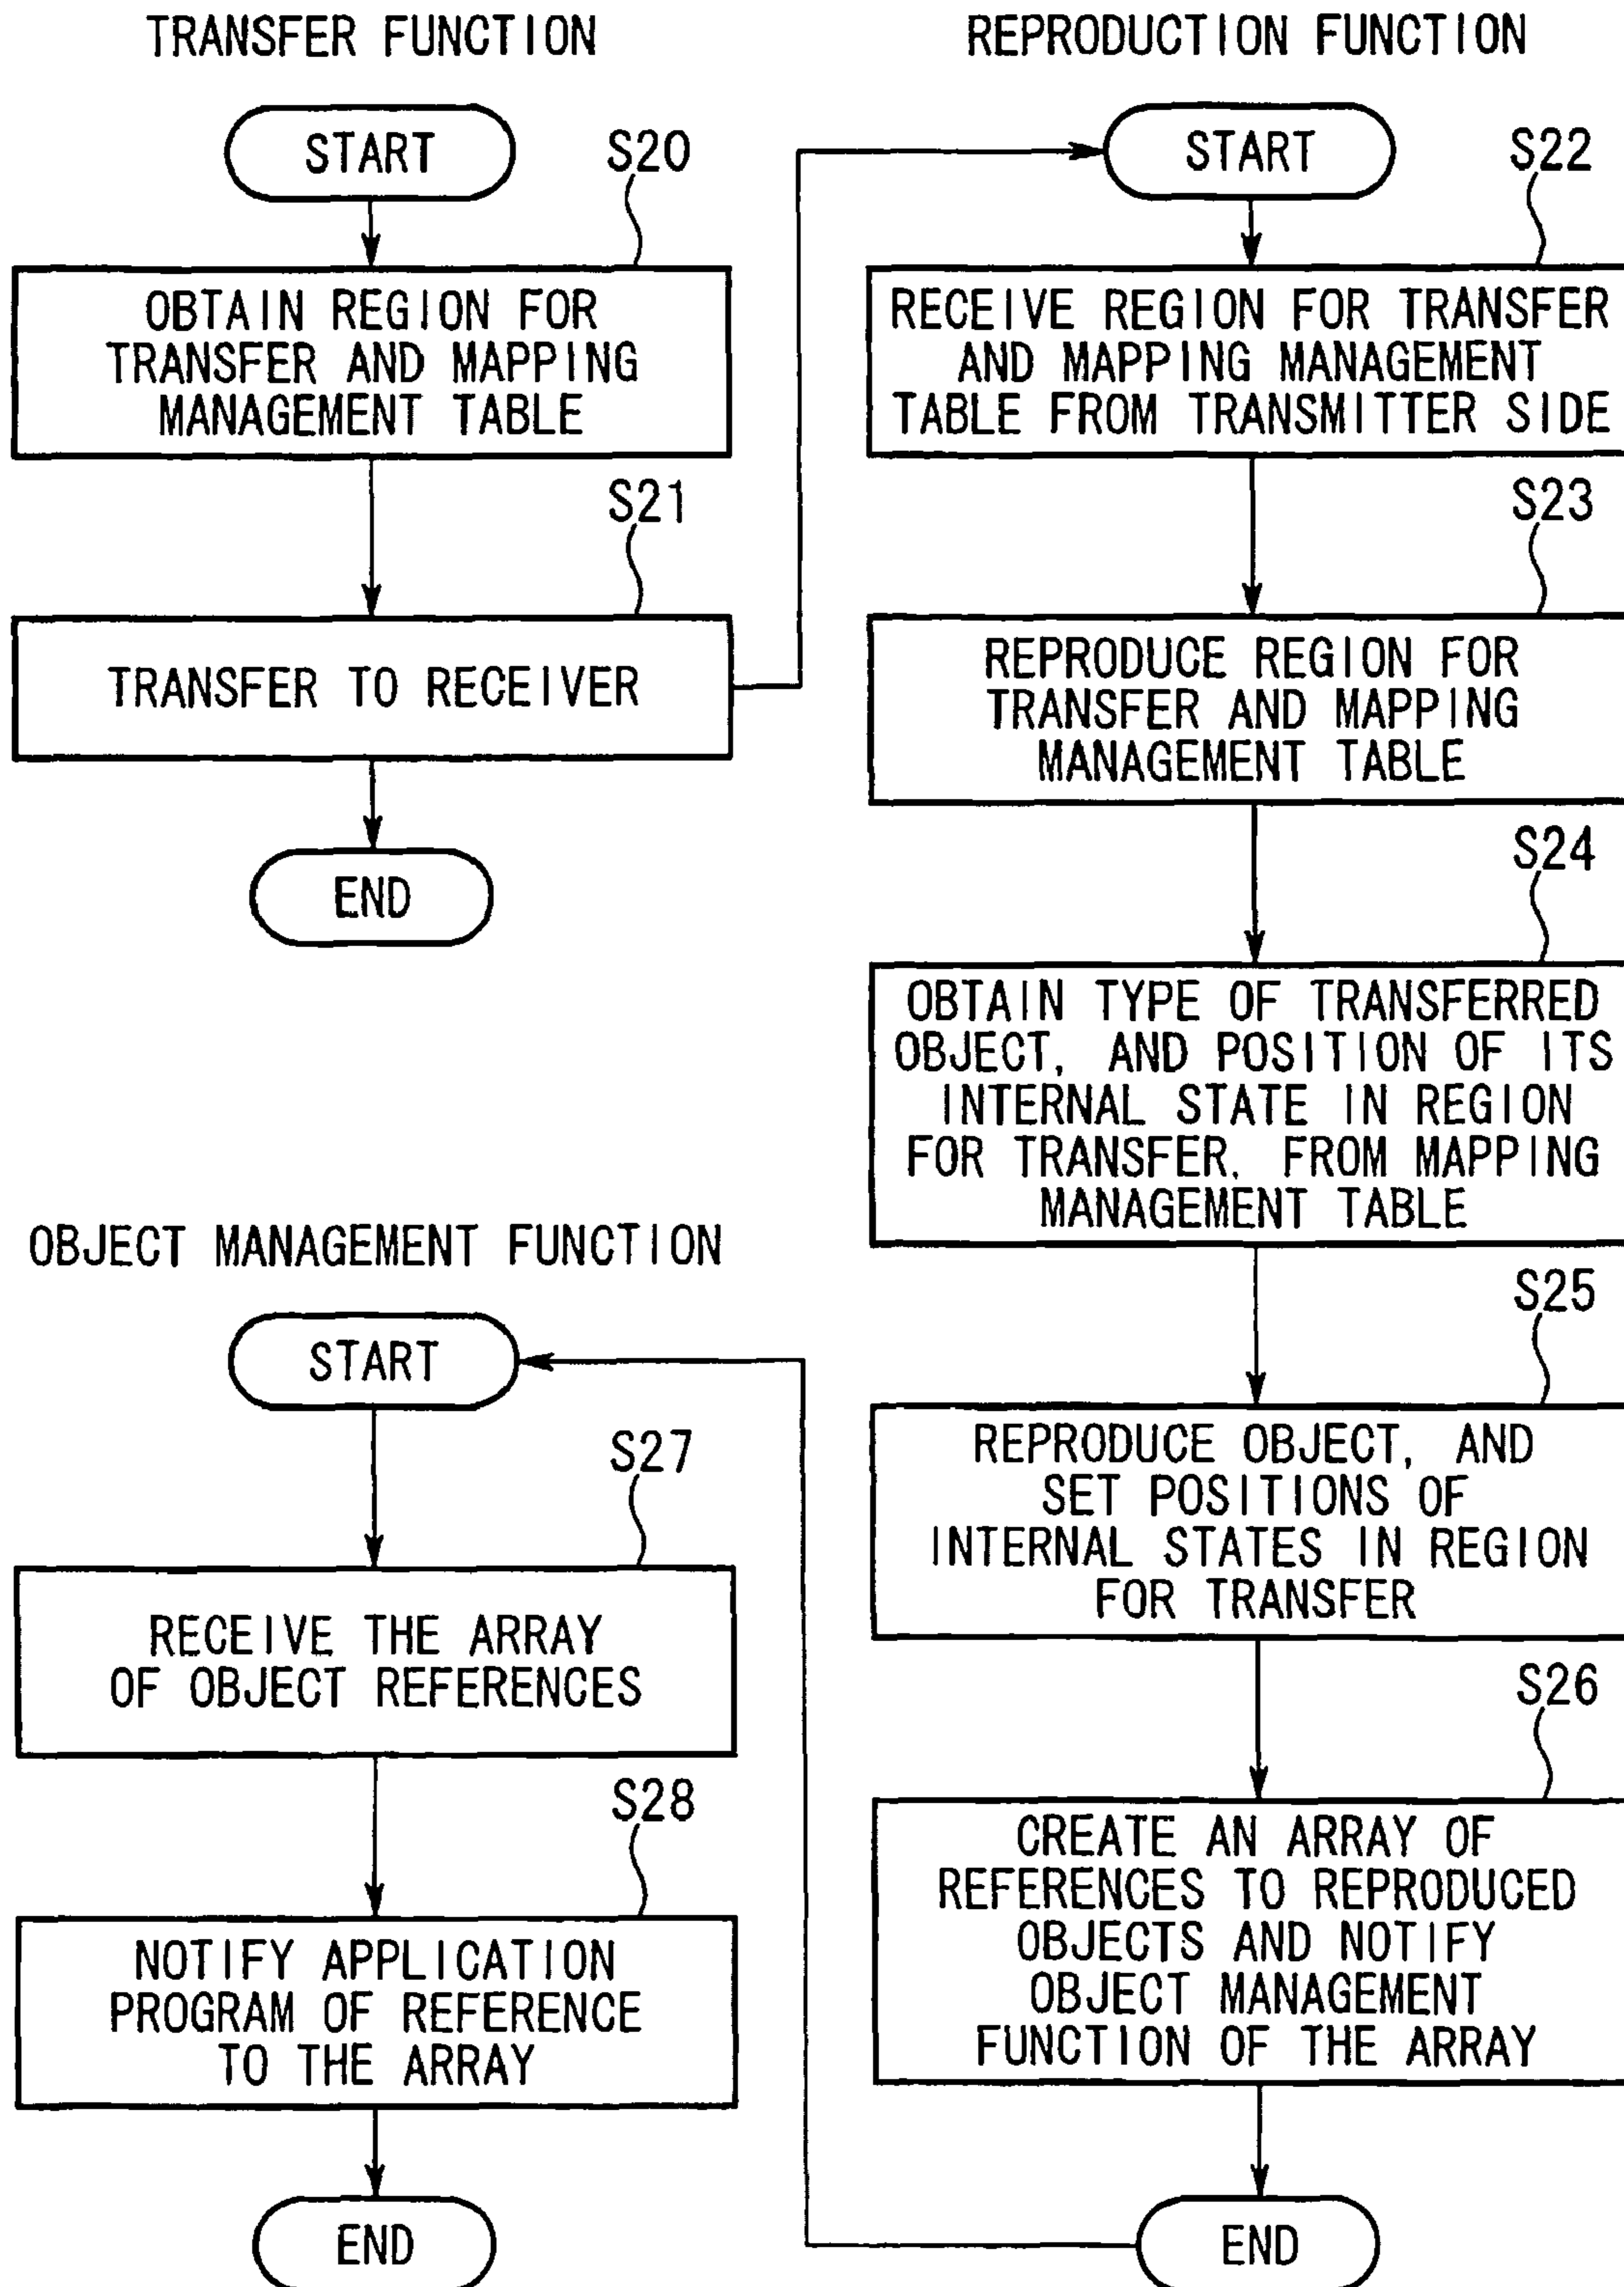 TRANSFER FUNCTION
START
S20
OBTAIN REGION FOR
TRANSFER AND MAPPING
MANAGEMENT TABLE
S21
TRANSFER TO RECEIVER
END
REPRODUCTION FUNCTION
START
S22
RECEIVE REGION FOR TRANSFER
AND MAPPING MANAGEMENT
TABLE FROM TRANSMITTER SIDE
S23
REPRODUCE REGION FOR
TRANSFER AND MAPPING
MANAGEMENT TABLE
S24
OBTAIN TYPE OF TRANSFERRED
OBJECT, AND POSITION OF ITS
INTERNAL STATE IN REGION
FOR TRANSFER, FROM MAPPING
MANAGEMENT TABLE
S25
REPRODUCE OBJECT, AND
SET POSITIONS OF
INTERNAL STATES IN REGION
FOR TRANSFER
S26
CREATE AN ARRAY OF
REFERENCES TO REPRODUCED
OBJECTS AND NOTIFY
OBJECT MANAGEMENT
FUNCTION OF THE ARRAY
END
OBJECT MANAGEMENT FUNCTION
START
S27
RECEIVE THE ARRAY
OF OBJECT REFERENCES
S28
NOTIFY APPLICATION
PROGRAM OF REFERENCE
TO THE ARRAY
END